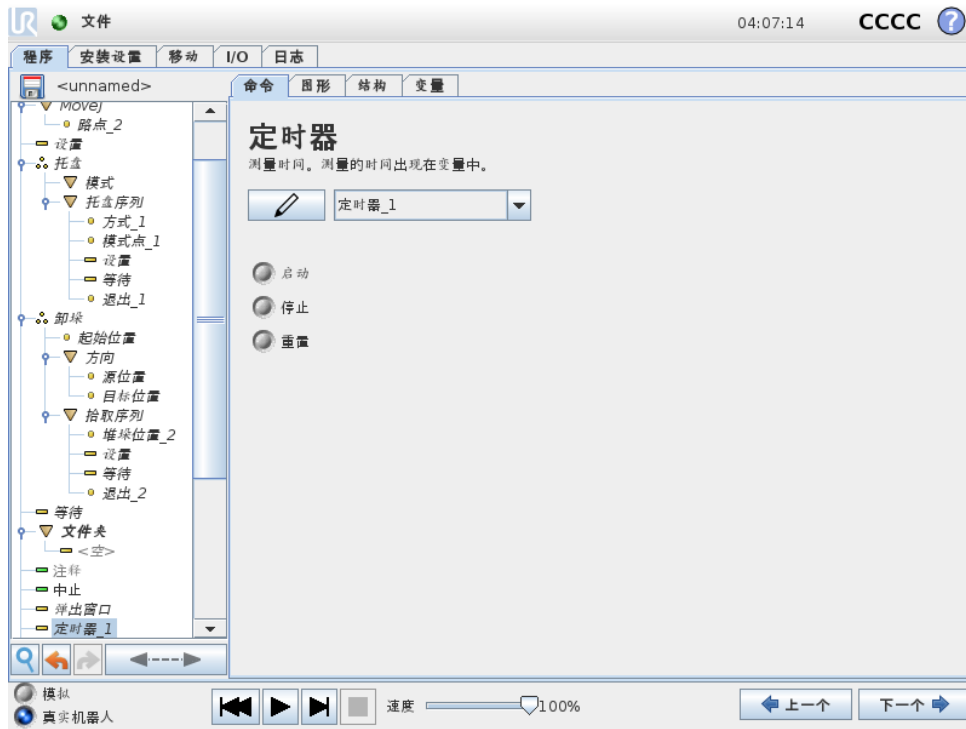 UR 文件 04:07:14 CCCC ?
程序 安装设置 移动 I/O 日志
<unnamed>
命令 图形 结构 变量
MoveJ
路点_2
设置
托盘
模式
托盘序列
方式_1
模式点_1
设置
等待
退出_1
卸垛
起始位置
方向
源位置
目标位置
拾取序列
堆垛位置_2
设置
等待
退出_2
等待
文件夹
<空>
注释
中止
弹出窗口
定时器_1
定时器
测量时间。测量的时间出现在变量中。
定时器_1
启动
停止
重置
模拟
真实机器人
速度 100%
上一个 下一个